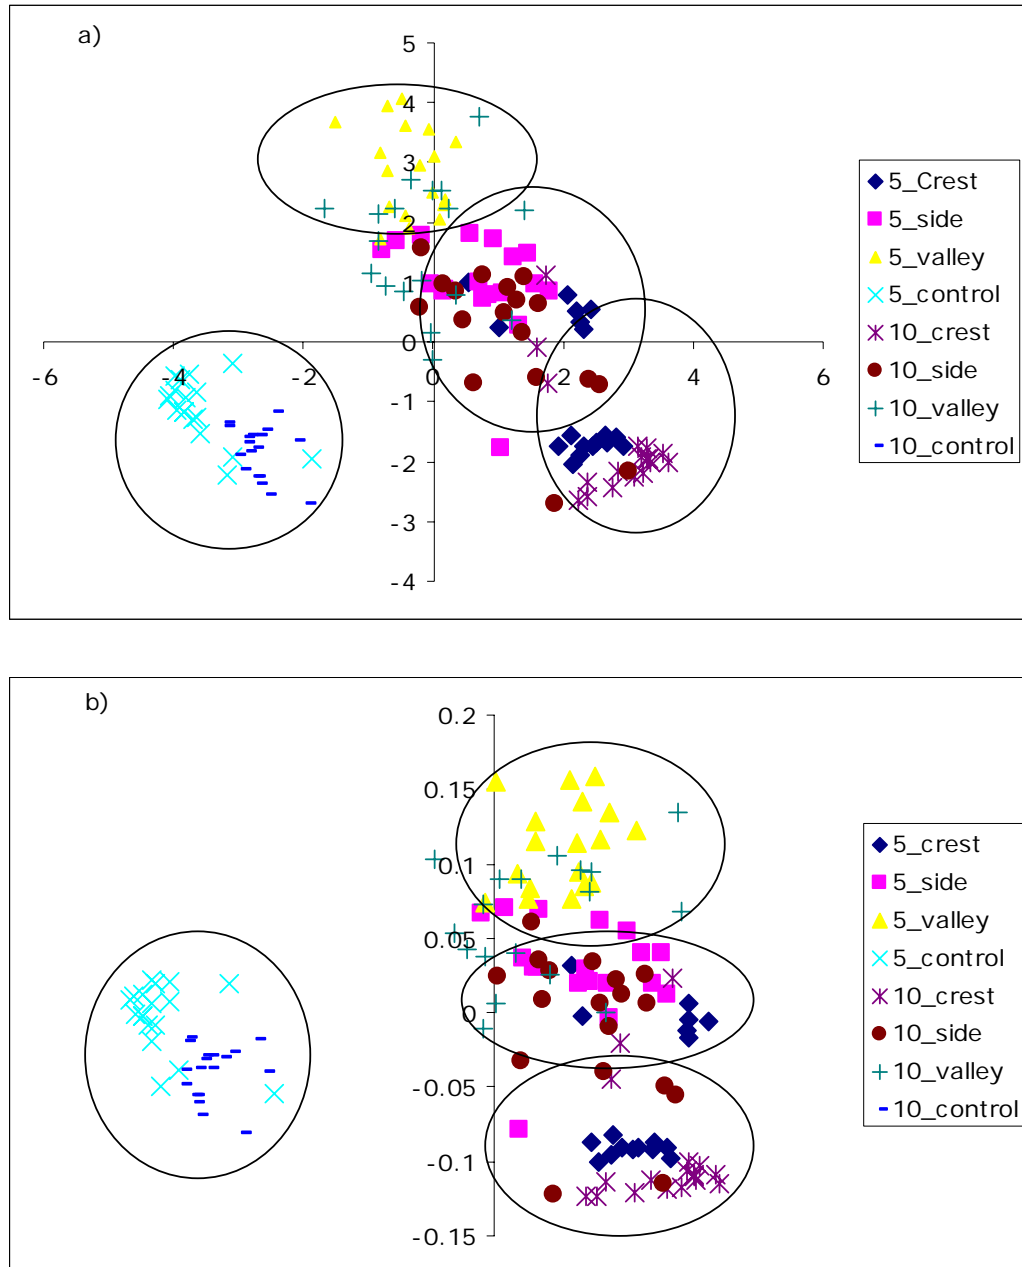 a)
5
4
3
2
1
0
-6 -4 -2 0 2 4 6
-1
-2
-3
-4
5_Crest
5_side
5_valley
5_control
10_crest
10_side
10_valley
10_control
b)
0.2
0.15
0.1
0.05
0
-0.05
-0.1
-0.15
5_crest
5_side
5_valley
5_control
10_crest
10_side
10_valley
10_control